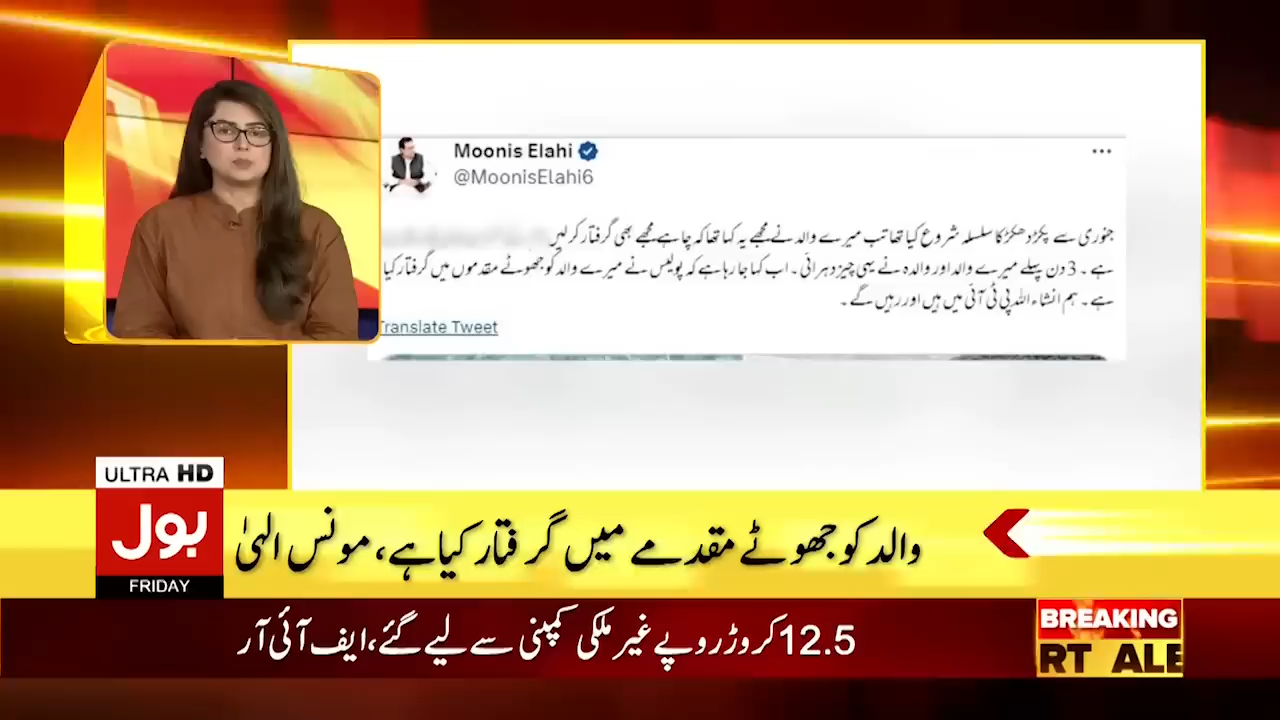 Moonis Elahi
@MoonisElahi6
جنوری سے پکڑ دھکڑ کا سلسلہ شروع کیا تھا تب میرے والد نے مجھے یہ کہا تھا کہ چاہے مجھے بھی گرفتار کر لیں
ہے۔ 3 دن پہلے میرے والد اور والدہ نے یہی چیز دہرائی۔ اب کہا جا رہا ہے کہ پولیس نے میرے والد کو جھوٹے مقدموں میں گرفتار کیا
ہے۔ ہم انشاء اللہ پی ٹی آئی میں ہیں اور رہیں گے۔
Translate Tweet
ULTRA HD
بول
FRIDAY
والد کو جھوٹے مقدمے میں گرفتار کیا ہے، مونس الہیٰ
12.5 کروڑ روپے غیر ملکی کمپنی سے لیے گئے، ایف آئی آر
BREAKING
RT ALE